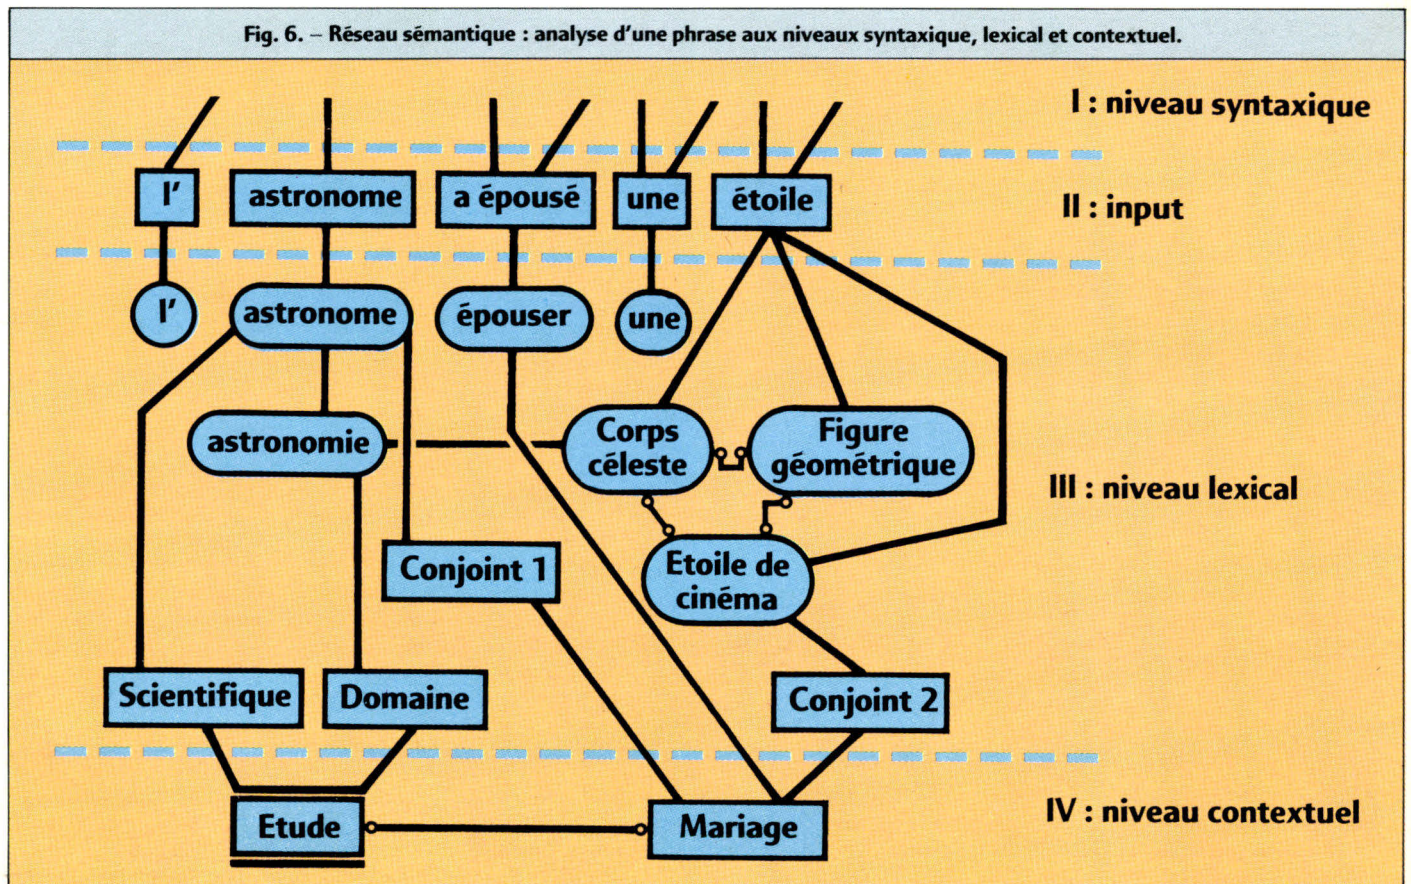 Fig. 6. – Réseau sémantique : analyse d'une phrase aux niveaux syntaxique, lexical et contextuel.
I : niveau syntaxique
l'
astronome
a épousé
une
étoile
II : input
l'
astronome
épouser
une
astronomie
Corps
céleste
Figure
géométrique
III : niveau lexical
Conjoint 1
Etoile de
cinéma
Scientifique
Domaine
Conjoint 2
Etude
Mariage
IV : niveau contextuel